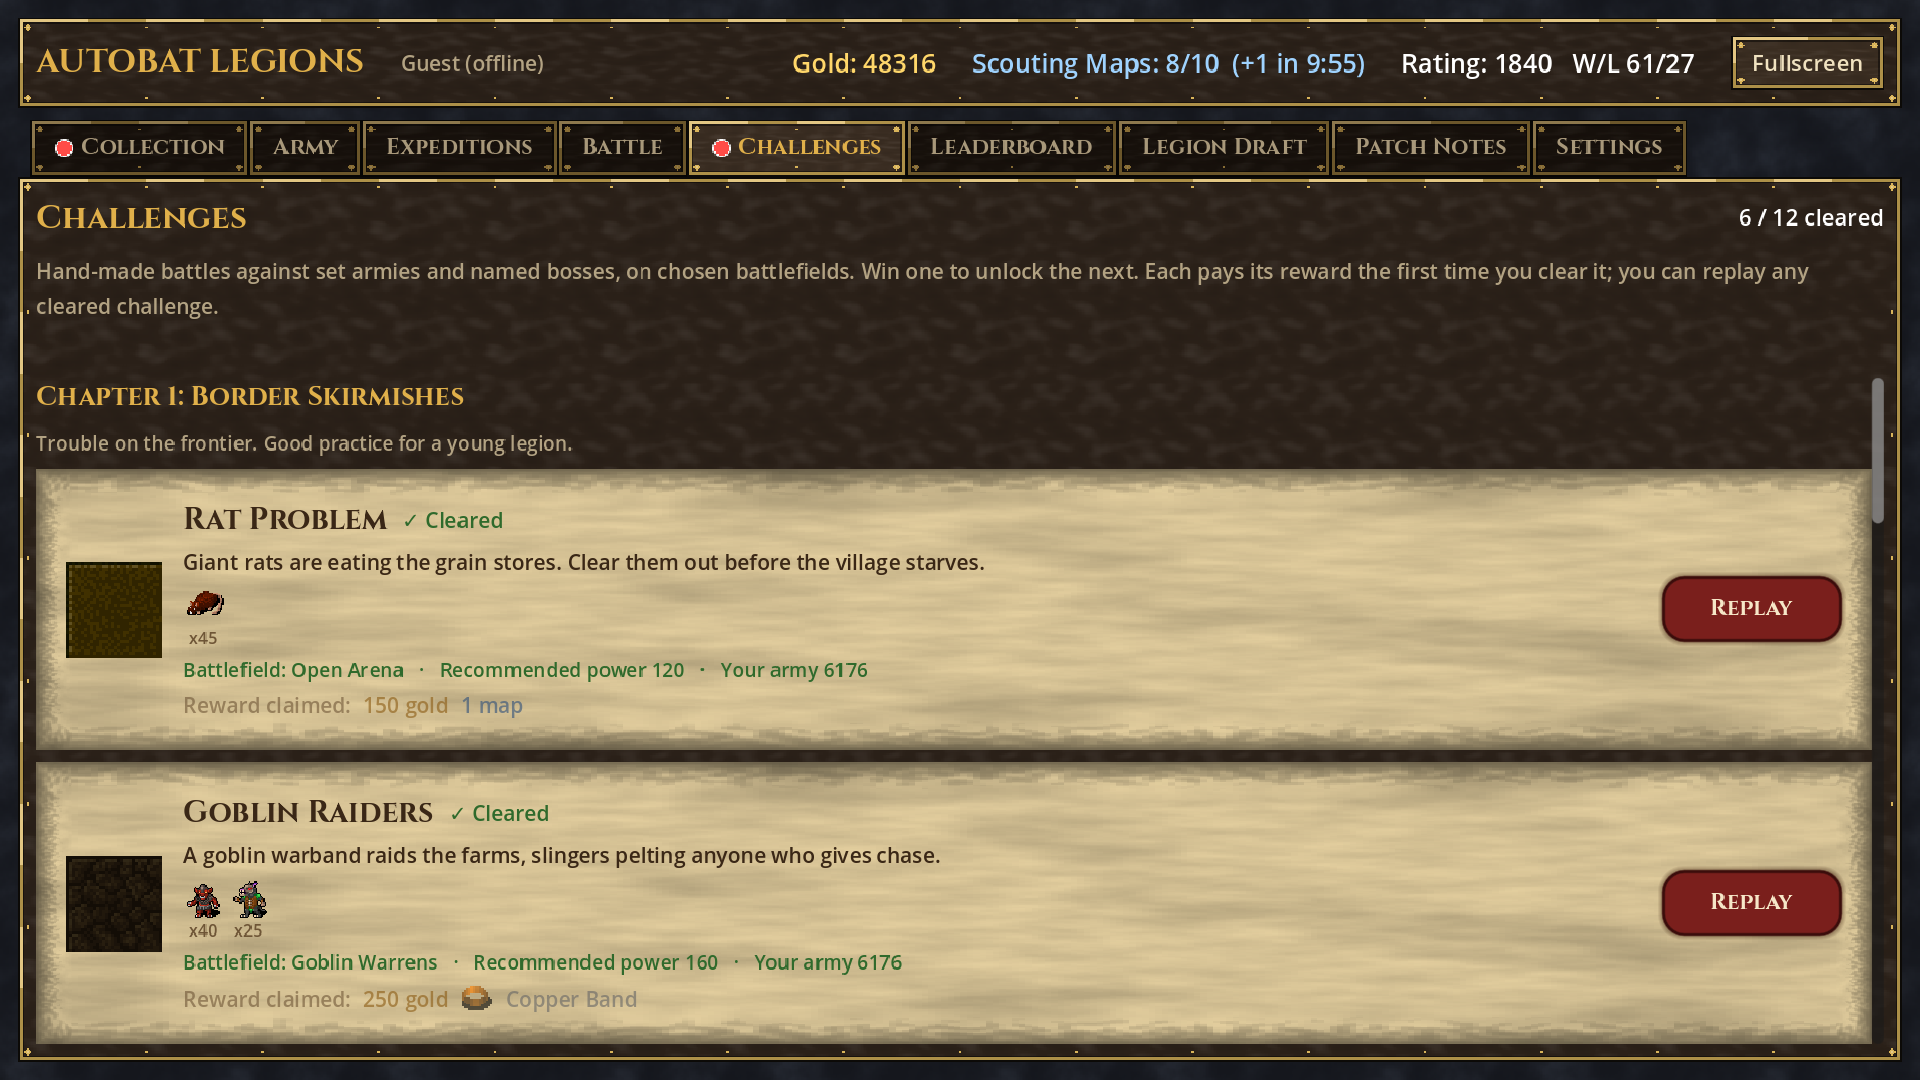 AUTOBAT LEGIONS Guest (offline) Gold: 48316 Scouting Maps: 8/10 (+1 in 9:55) Rating: 1840 W/L 61/27 Fullscreen
Collection Army Expeditions Battle Challenges Leaderboard Legion Draft Patch Notes Settings
Challenges 6 / 12 cleared
Hand-made battles against set armies and named bosses, on chosen battlefields. Win one to unlock the next. Each pays its reward the first time you clear it; you can replay any
cleared challenge.
Chapter 1: Border Skirmishes
Trouble on the frontier. Good practice for a young legion.
Rat Problem ✓ Cleared
Giant rats are eating the grain stores. Clear them out before the village starves.
x45
Replay
Battlefield: Open Arena · Recommended power 120 · Your army 6176
Reward claimed: 150 gold 1 map
Goblin Raiders ✓ Cleared
A goblin warband raids the farms, slingers pelting anyone who gives chase.
x40 x25
Replay
Battlefield: Goblin Warrens · Recommended power 160 · Your army 6176
Reward claimed: 250 gold Copper Band